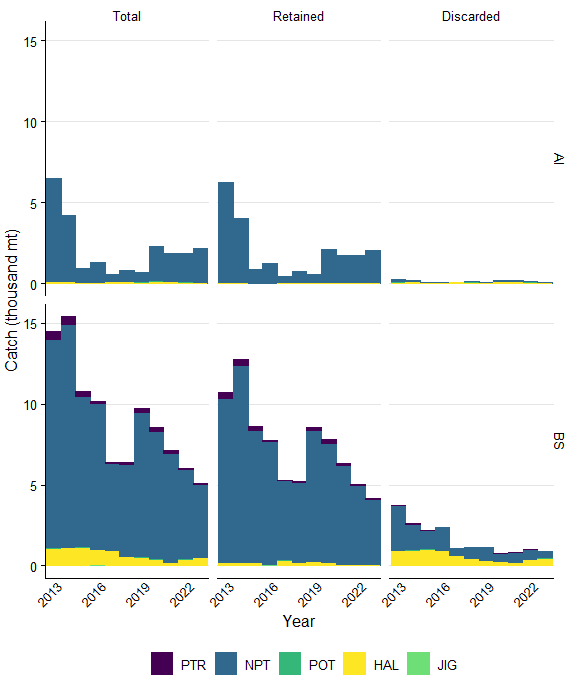 Total Retained Discarded
15
10
5
0
AI
15
10
5
0
BS
Catch (thousand mt)
2013 2016 2019 2022 2013 2016 2019 2022 2013 2016 2019 2022
Year
PTR NPT POT HAL JIG